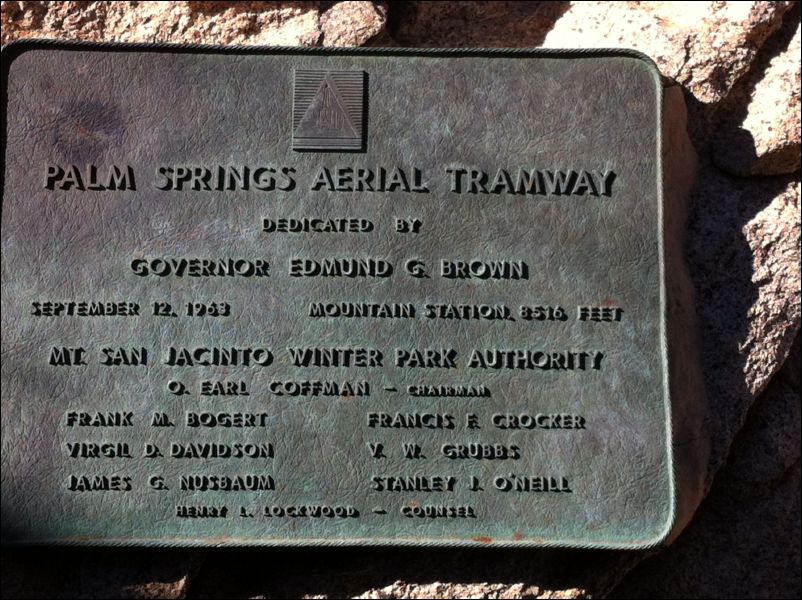 PALM SPRINGS AERIAL TRAMWAY
DEDICATED BY
GOVERNOR EDMUND G. BROWN
SEPTEMBER 12, 1963 MOUNTAIN STATION, 8516 FEET
MT. SAN JACINTO WINTER PARK AUTHORITY
O. EARL COFFMAN – CHAIRMAN
FRANK M. BOGERT FRANCIS F. CROCKER
VIRGIL D. DAVIDSON V. W. GRUBBS
JAMES G. NUSBAUM STANLEY J. O'NEILL
HENRY L. LOCKWOOD – COUNSEL